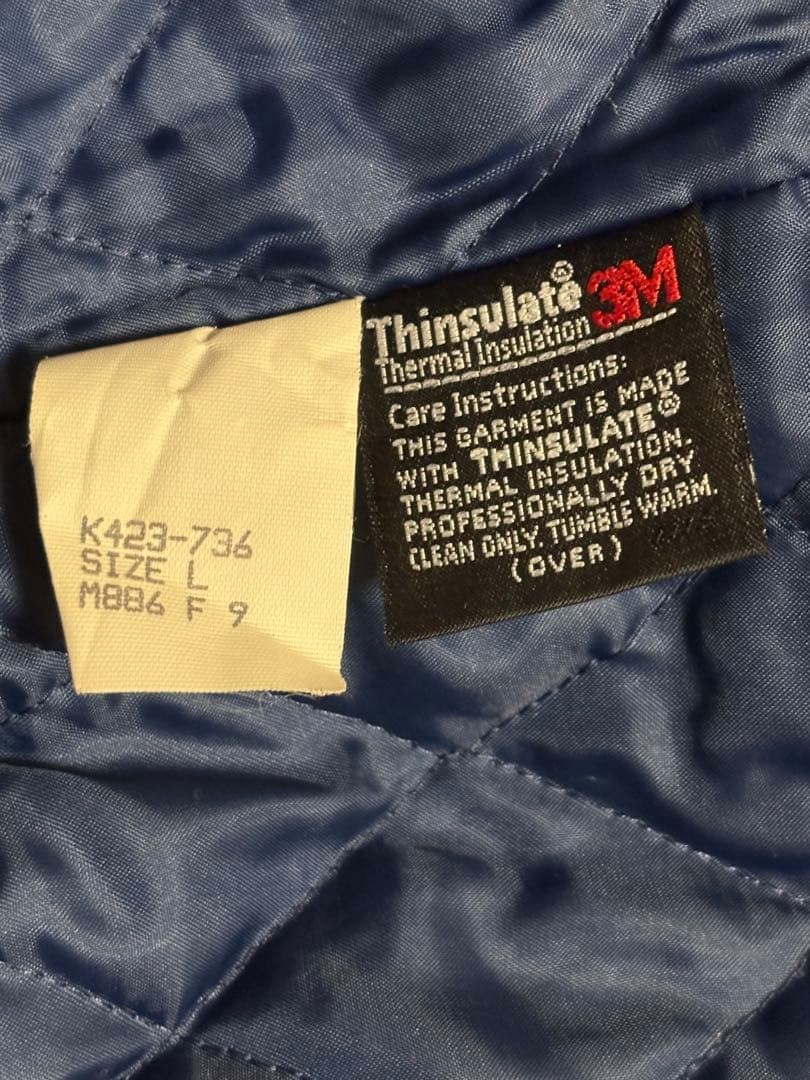 K423-736
SIZE L
M886 F 9
Thinsulate® 3M
Thermal Insulation
Care Instructions:
THIS GARMENT IS MADE
WITH THINSULATE®
THERMAL INSULATION.
PROFESSIONALLY DRY
CLEAN ONLY. TUMBLE WARM.
(OVER)